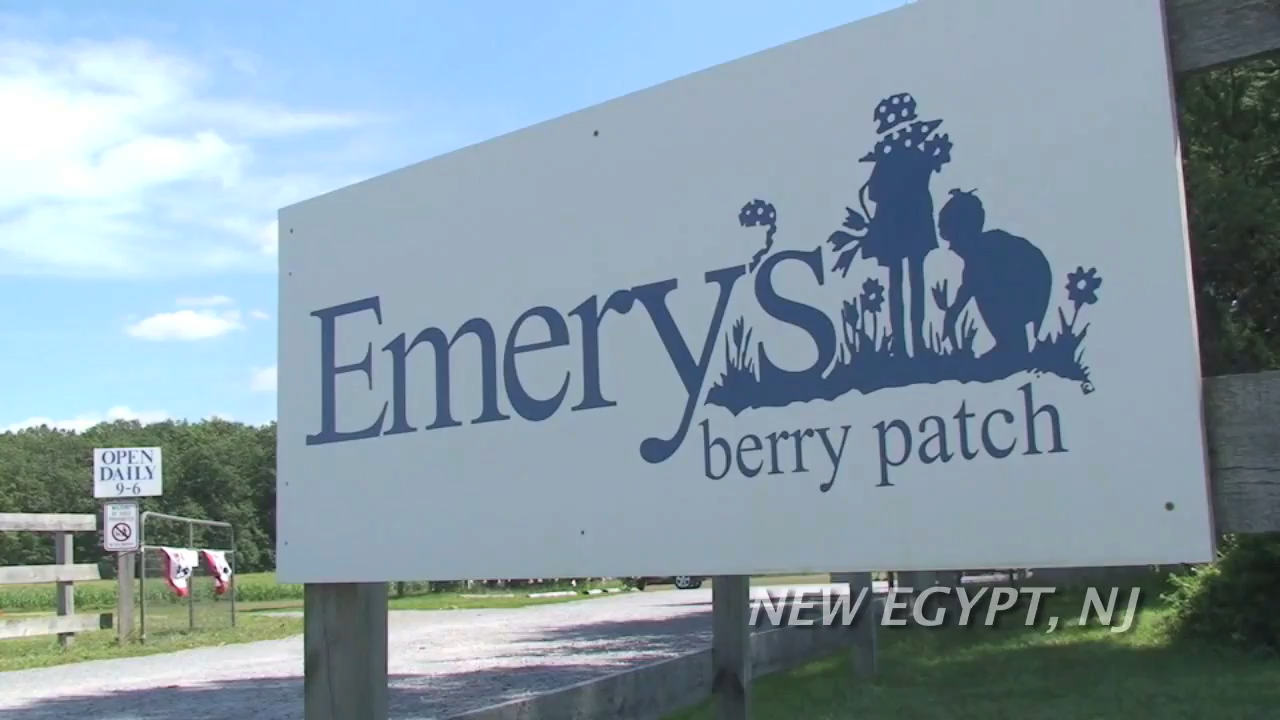 Emery's
berry patch
OPEN
DAILY
9-6
NEW EGYPT, NJ